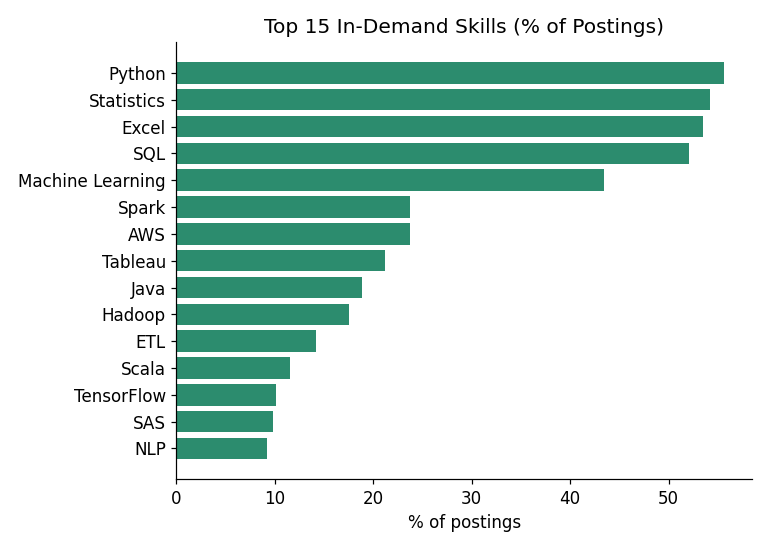 Top 15 In-Demand Skills (% of Postings)
Python
Statistics
Excel
SQL
Machine Learning
Spark
AWS
Tableau
Java
Hadoop
ETL
Scala
TensorFlow
SAS
NLP
0 10 20 30 40 50
% of postings